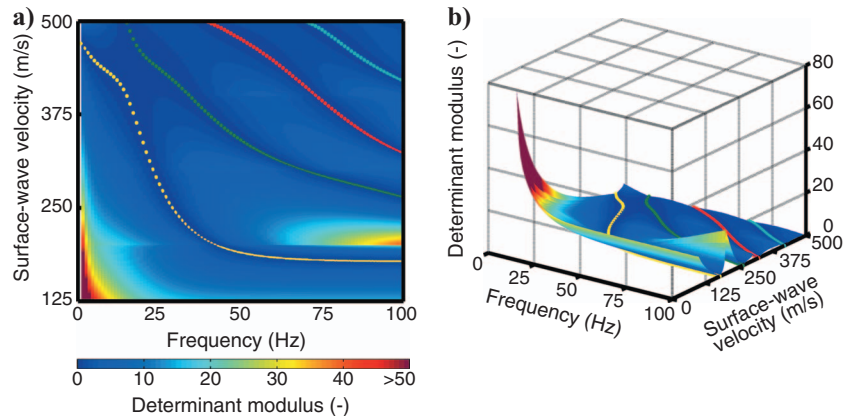 a)
500
375
250
125
Surface-wave velocity (m/s)
0 25 50 75 100
Frequency (Hz)
0 10 20 30 40 >50
Determinant modulus (-)
b)
Determinant modulus (-)
80
60
40
20
0
0 25 50 75 100
Frequency (Hz)
0 125 250 375 500
Surface-wave
velocity (m/s)